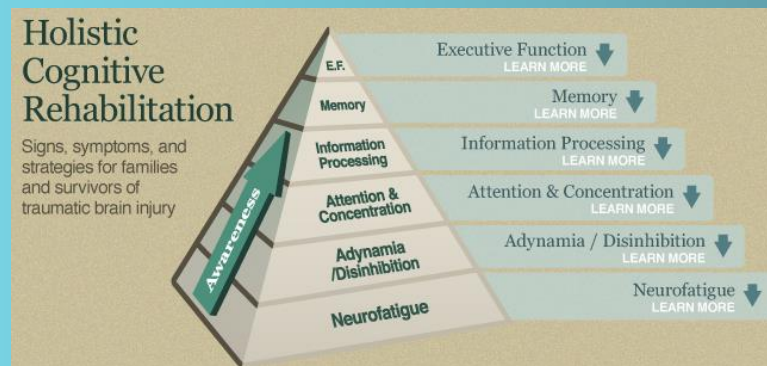 Holistic
Cognitive
Rehabilitation
Signs, symptoms, and
strategies for families
and survivors of
traumatic brain injury
Awareness
E.F.
Memory
Information
Processing
Attention &
Concentration
Adynamia
/Disinhibition
Neurofatigue
Executive Function
LEARN MORE
Memory
LEARN MORE
Information Processing
LEARN MORE
Attention & Concentration
LEARN MORE
Adynamia / Disinhibition
LEARN MORE
Neurofatigue
LEARN MORE